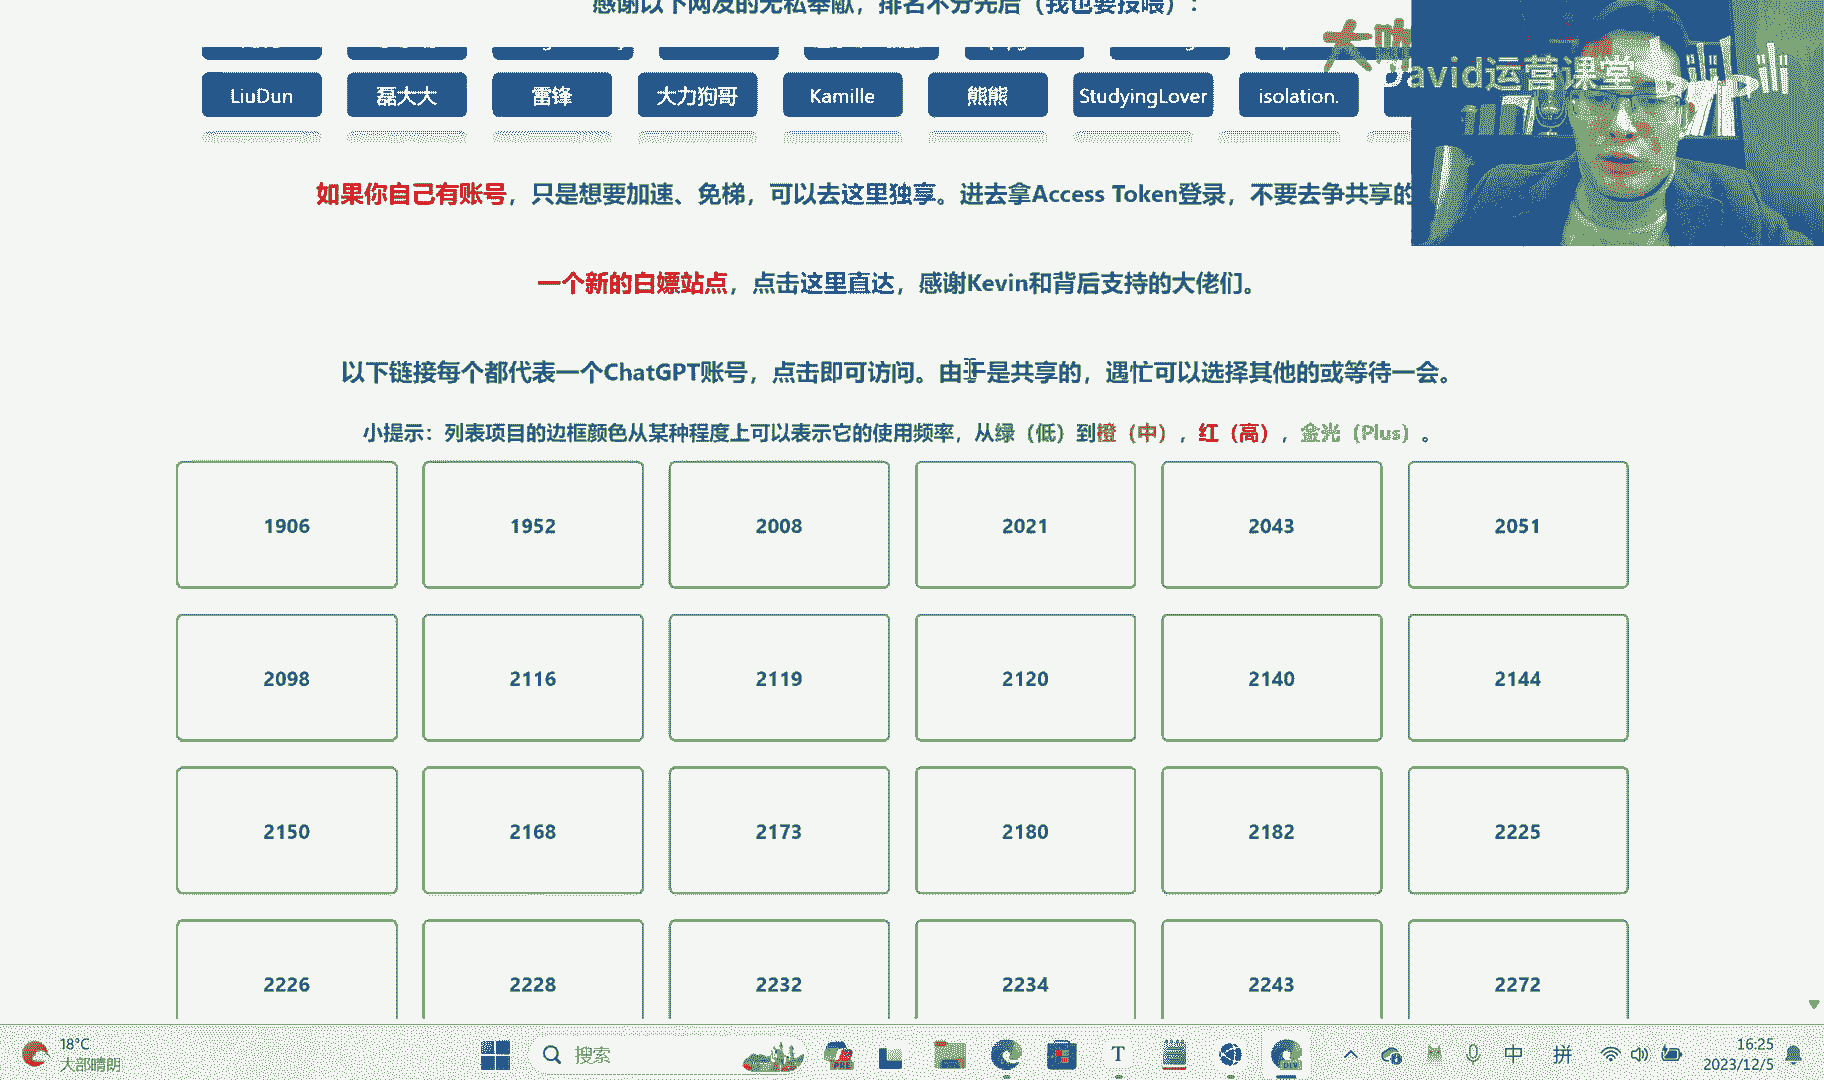 感谢以下网友的无私奉献，排名不分先后（我也要投喂）：
LiuDun 磊大大 雷锋 大力狗哥 Kamille 熊熊 StudyingLover isolation.
David运营课堂
如果你自己有账号，只是想要加速、免梯，可以去这里独享。进去拿Access Token登录，不要去争共享的
一个新的白嫖站点，点击这里直达，感谢Kevin和背后支持的大佬们。
以下链接每个都代表一个ChatGPT账号，点击即可访问。由于是共享的，遇忙可以选择其他的或等待一会。
小提示：列表项目的边框颜色从某种程度上可以表示它的使用频率，从绿（低）到橙（中），红（高），金光（Plus）。
1906 1952 2008 2021 2043 2051
2098 2116 2119 2120 2140 2144
2150 2168 2173 2180 2182 2225
2226 2228 2232 2234 2243 2272
18°C
大部晴朗
搜索
PRE
T
中
拼
16:25
2023/12/5